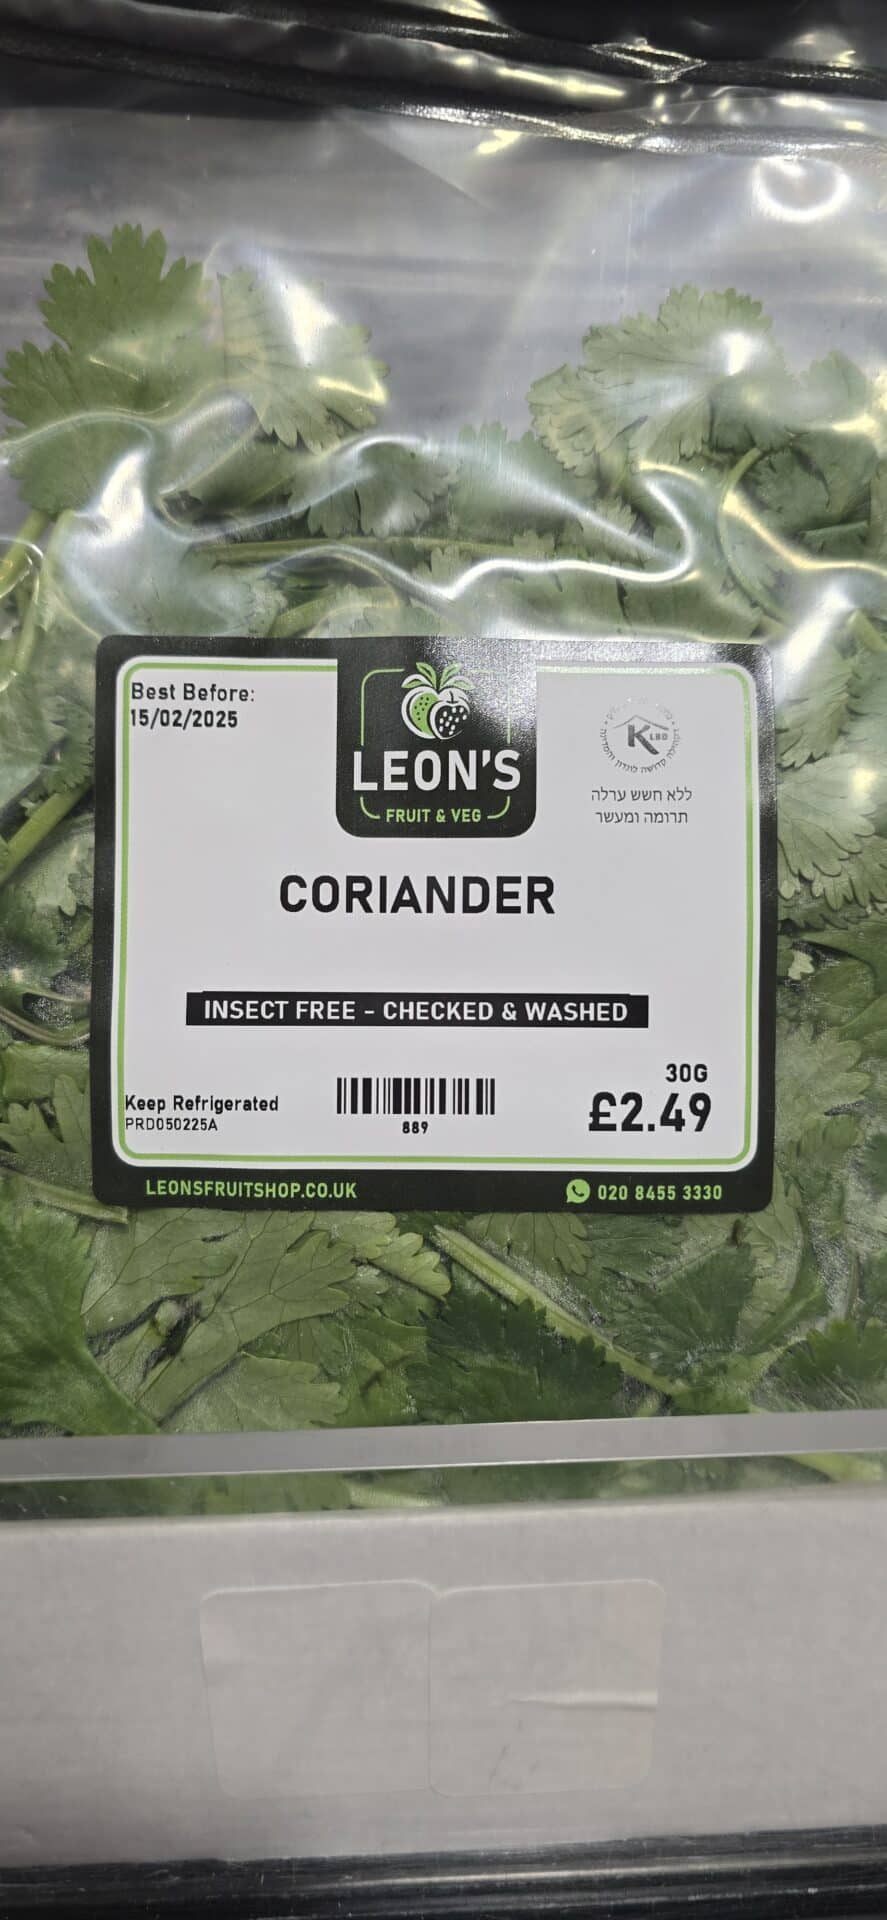 Best Before:
15/02/2025
LEON'S
FRUIT & VEG
K LBD
ללא חשש ערלה
תרומה ומעשר
CORIANDER
INSECT FREE - CHECKED & WASHED
Keep Refrigerated
PRD050225A
889
30G
£2.49
LEONSFRUITSHOP.CO.UK
020 8455 3330